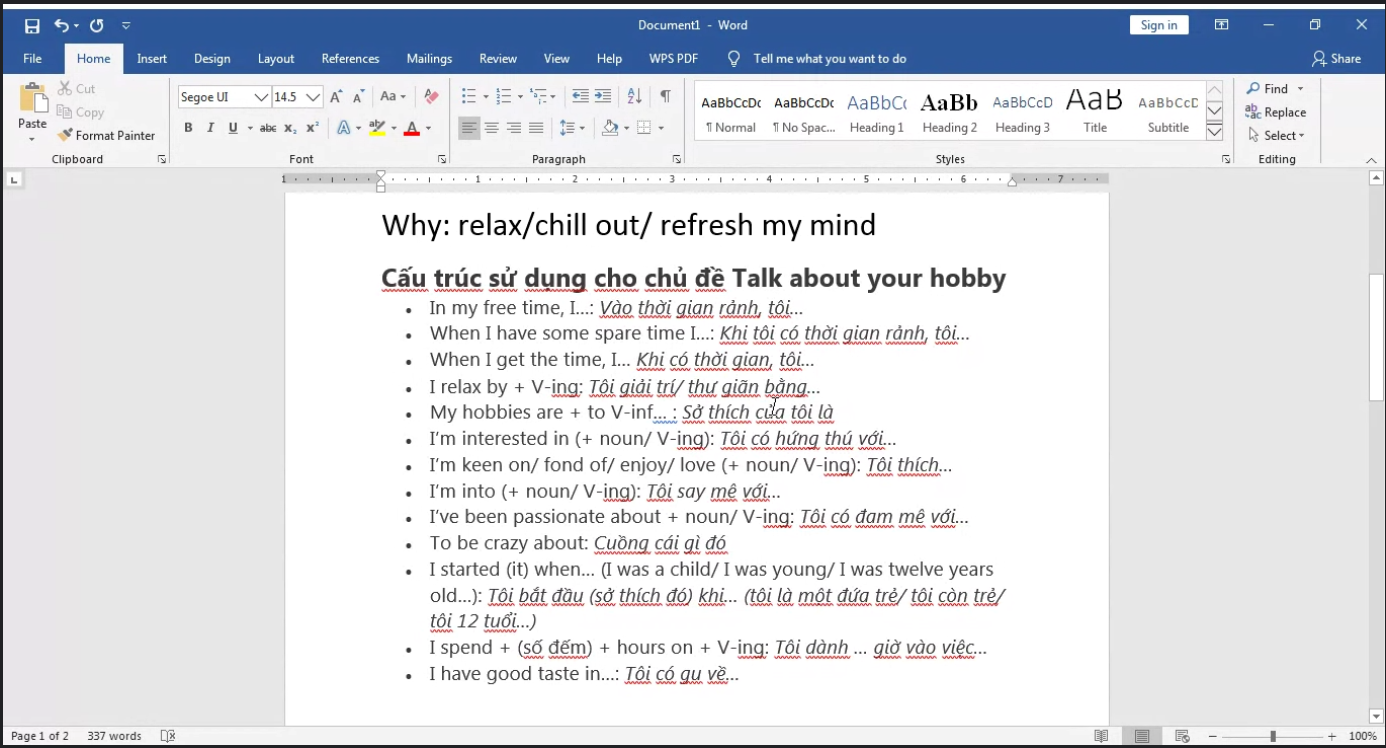 Document1 - Word
Sign in
File Home Insert Design Layout References Mailings Review View Help WPS PDF Tell me what you want to do Share
Paste
Cut
Copy
Format Painter
Clipboard
Segoe UI 14.5
Font
Paragraph
AaBbCcDc AaBbCcDc AaBbCc AaBb AaBbCcD AaB AaBbCcD
¶ Normal ¶ No Spac... Heading 1 Heading 2 Heading 3 Title Subtitle
Styles
Find
Replace
Select
Editing
1 1 2 3 4 5 6 7
Why: relax/chill out/ refresh my mind
Cấu trúc sử dụng cho chủ đề Talk about your hobby
• In my free time, I...: Vào thời gian rảnh, tôi...
• When I have some spare time I...: Khi tôi có thời gian rảnh, tôi...
• When I get the time, I... Khi có thời gian, tôi...
• I relax by + V-ing: Tôi giải trí/ thư giãn bằng...
• My hobbies are + to V-inf... : Sở thích của tôi là
• I’m interested in (+ noun/ V-ing): Tôi có hứng thú với...
• I’m keen on/ fond of/ enjoy/ love (+ noun/ V-ing): Tôi thích...
• I’m into (+ noun/ V-ing): Tôi say mê với...
• I’ve been passionate about + noun/ V-ing: Tôi có đam mê với...
• To be crazy about: Cuồng cái gì đó
• I started (it) when... (I was a child/ I was young/ I was twelve years
old...): Tôi bắt đầu (sở thích đó) khi... (tôi là một đứa trẻ/ tôi còn trẻ/
tôi 12 tuổi...)
• I spend + (số đếm) + hours on + V-ing: Tôi dành ... giờ vào việc...
• I have good taste in...: Tôi có gu về...
Page 1 of 2 337 words 100%